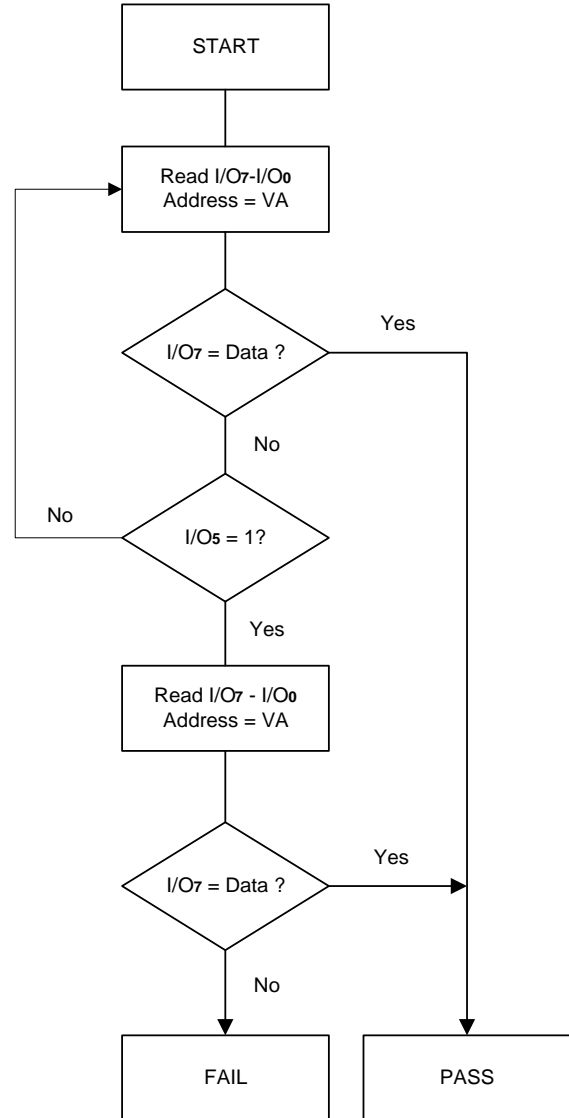 START
Read I/O7-I/O0
Address = VA
Yes
I/O7 = Data ?
No
No
I/O5 = 1?
Yes
Read I/O7 - I/O0
Address = VA
Yes
I/O7 = Data ?
No
FAIL
PASS